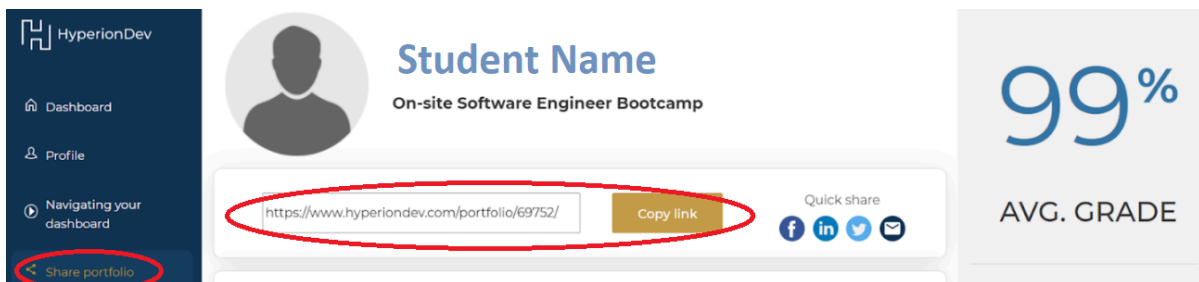 HyperionDev
Dashboard
Profile
Navigating your
dashboard
Share portfolio
Student Name
On-site Software Engineer Bootcamp
https://www.hyperiondev.com/portfolio/69752/
Copy link
Quick share
f in
99%
AVG. GRADE